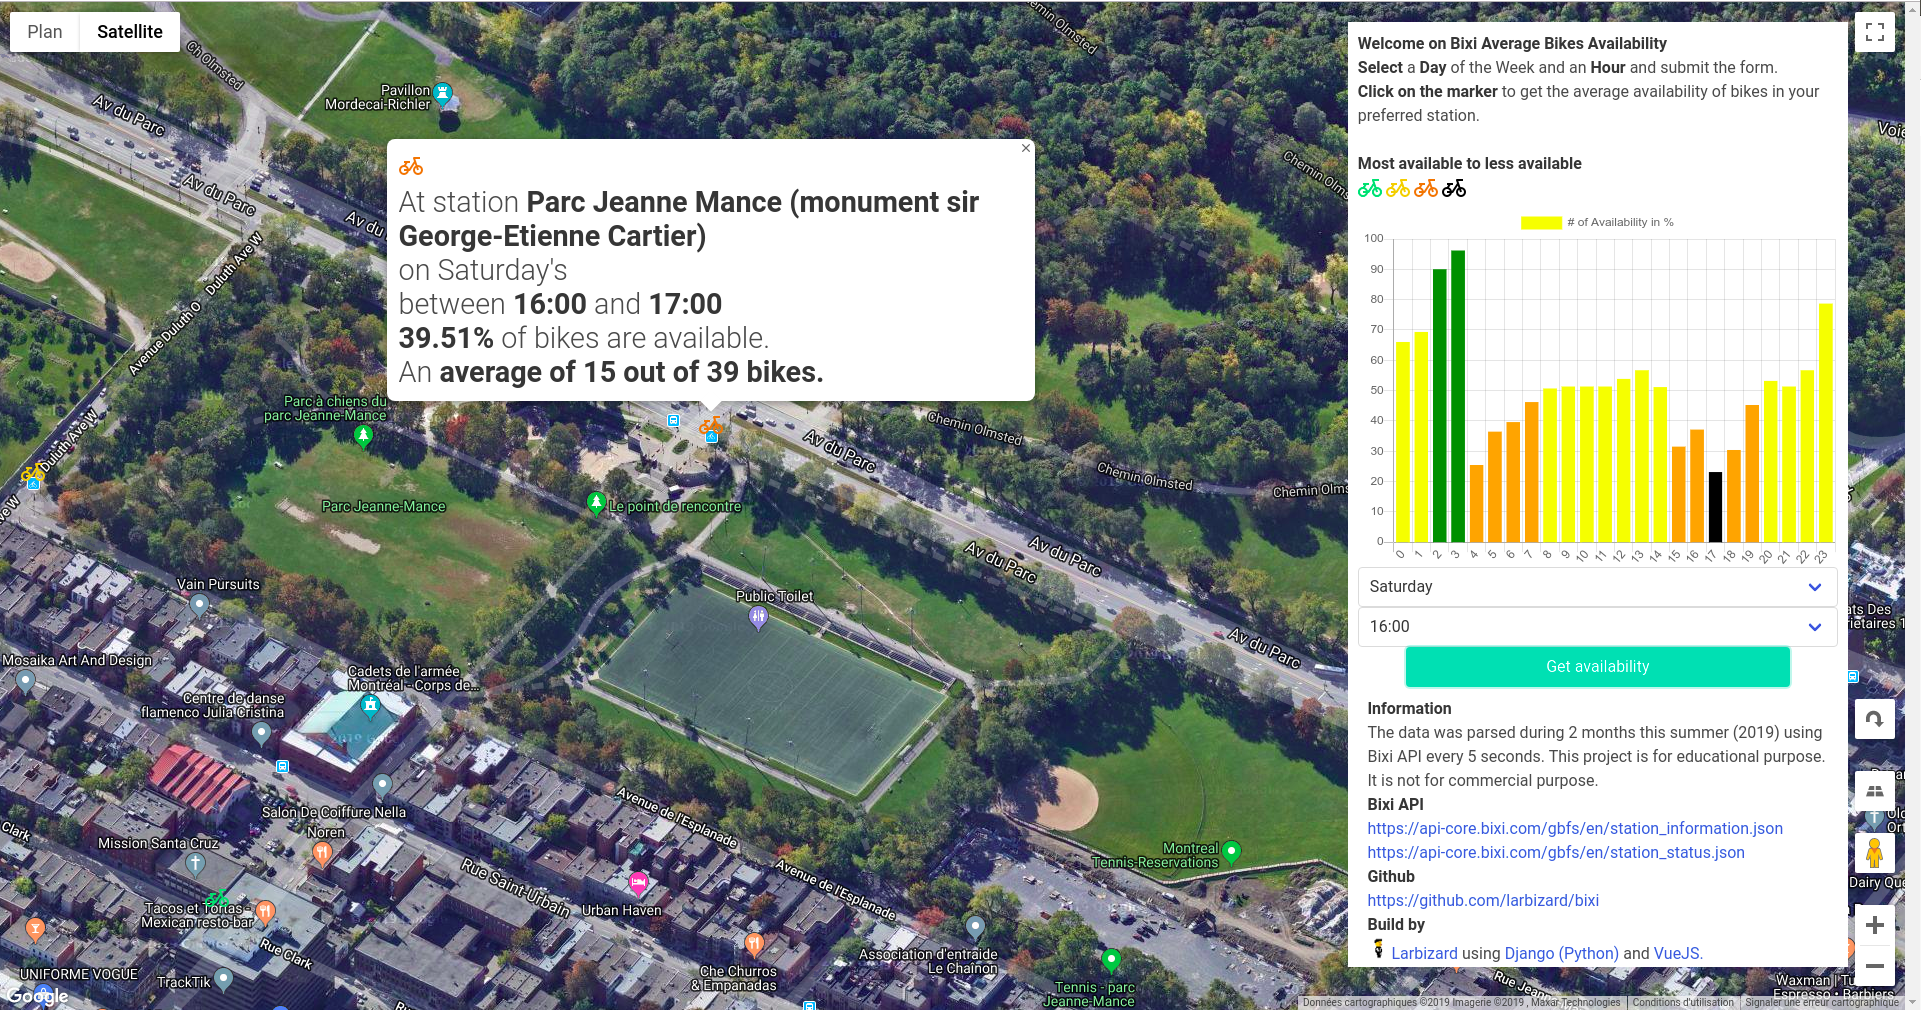 Plan
Satellite
Ch Olmsted
Chemin Olmsted
Av du Parc
Pavillon
Mordecai-Richler
Av du Parc
Av du
Duluth Ave W
Avenue Duluth O
×
At station Parc Jeanne Mance (monument sir
George-Etienne Cartier)
on Saturday's
between 16:00 and 17:00
39.51% of bikes are available.
An average of 15 out of 39 bikes.
Parc à chiens du
parc Jeanne-Mance
Duluth Ave W
Parc Jeanne-Mance
Le point de rencontre
Av du Parc
Chemin Olmsted
Chemin Olmsted
Chemin Olms
Av du Parc
Av du Parc
Av du Parc
Vain Pursuits
Public Toilet
Mosaika Art And Design
Cadets de l'armée
Montréal - Corps de...
Centre de danse
flamenco Julia Cristina
Salon De Coiffure Nella
Noren
Clark
Mission Santa Cruz
Avenue de l'Esplanade
Avenue de l'Esplanade
Rue Saint-Urbain
Urban Haven
Montreal
Tennis-Reservations
Tacos et Tortas -
Mexican resto-bar
Rue Clark
UNIFORME VOGUE
TrackTik
Che Churros
& Empanadas
Association d'entraide
Le Chaînon
Tennis - parc
Jeanne-Mance
Google
Welcome on Bixi Average Bikes Availability
Select a Day of the Week and an Hour and submit the form.
Click on the marker to get the average availability of bikes in your
preferred station.
Most available to less available
# of Availability in %
100
90
80
70
60
50
40
30
20
10
0
0 1 2 3 4 5 6 7 8 9 10 11 12 13 14 15 16 17 18 19 20 21 22 23
Saturday
16:00
Get availability
Information
The data was parsed during 2 months this summer (2019) using
Bixi API every 5 seconds. This project is for educational purpose.
It is not for commercial purpose.
Bixi API
https://api-core.bixi.com/gbfs/en/station_information.json
https://api-core.bixi.com/gbfs/en/station_status.json
Github
https://github.com/larbizard/bixi
Build by
Larbizard using Django (Python) and VueJS.
Voie
ats Des
riétaires 1
Dairy Que
Waxman | Tu
Espresso • Barbiers
Rue Jean
Données cartographiques ©2019 Imagerie ©2019 , Maxar Technologies
Conditions d'utilisation
Signaler une erreur cartographique